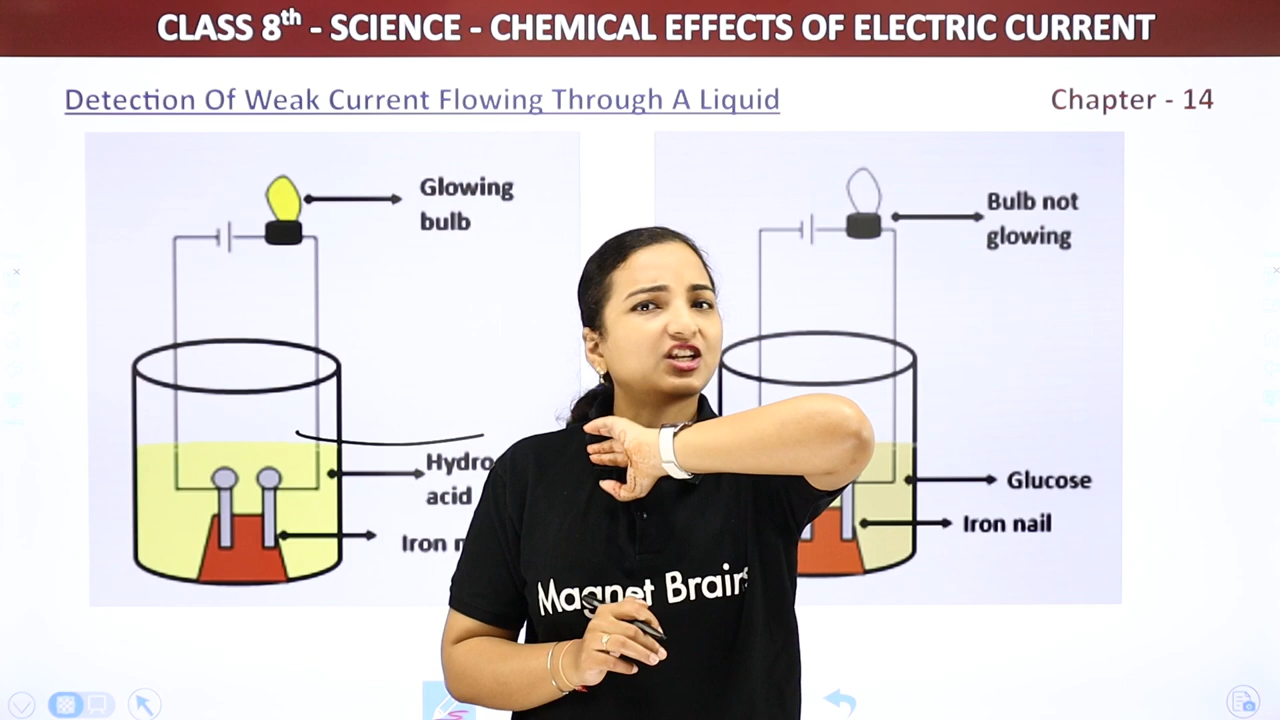 CLASS 8th - SCIENCE - CHEMICAL EFFECTS OF ELECTRIC CURRENT
Detection Of Weak Current Flowing Through A Liquid
Chapter - 14
Glowing
bulb
Bulb not
glowing
Hydro
acid
Iron
Glucose
Iron nail
Magnet Brains